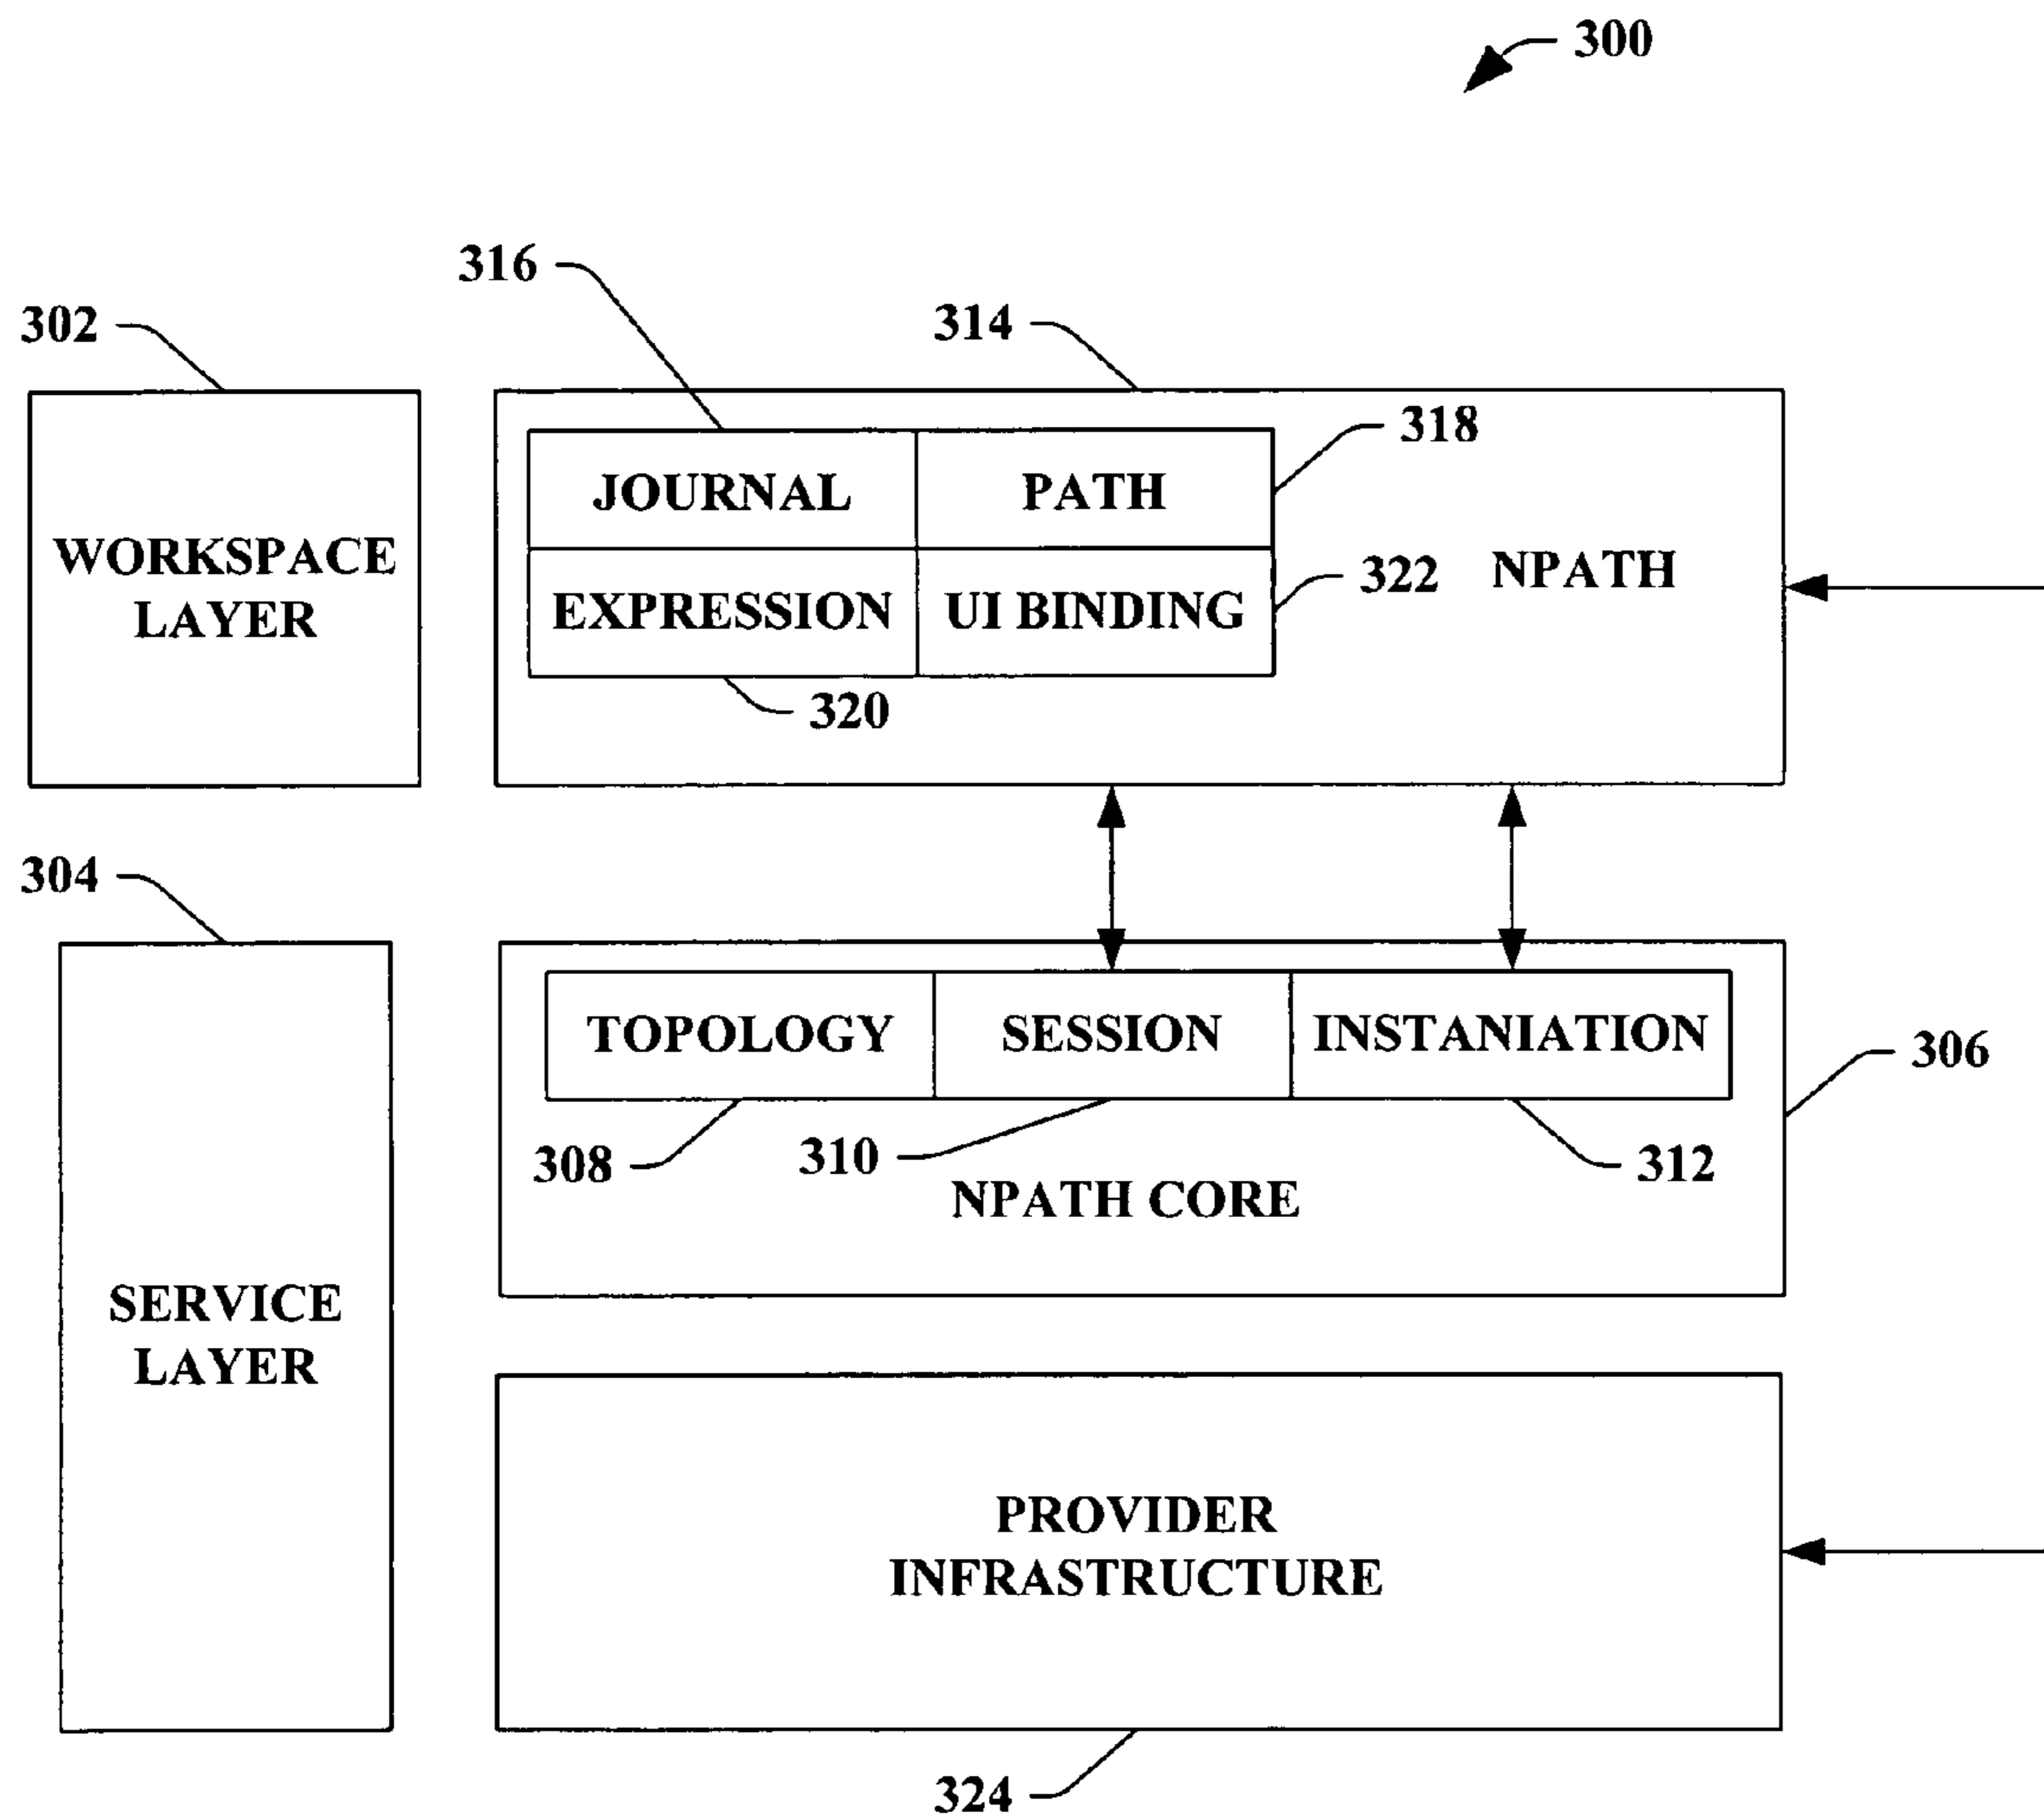 300
316
302
314
318
JOURNAL
PATH
WORKSPACE
LAYER
NPATH
322
EXPRESSION
UI BINDING
320
304
TOPOLOGY
SESSION
INSTANIATION
306
308
310
312
NPATH CORE
SERVICE
LAYER
PROVIDER
INFRASTRUCTURE
324